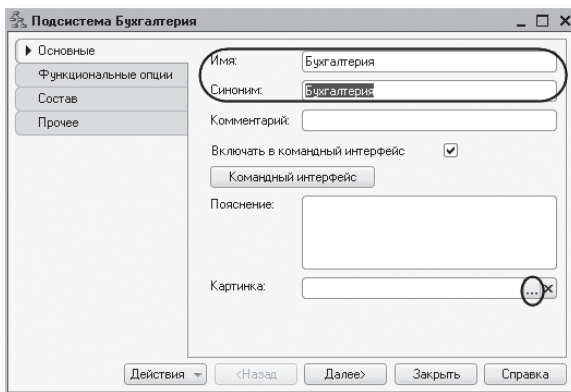 Подсистема Бухгалтерия
Основные
Функциональные опции
Состав
Прочее
Имя: Бухгалтерия
Синоним: Бухгалтерия
Комментарий:
Включать в командный интерфейс
Командный интерфейс
Пояснение:
Картинка: ... ×
Действия <Назад Далее> Закрыть Справка